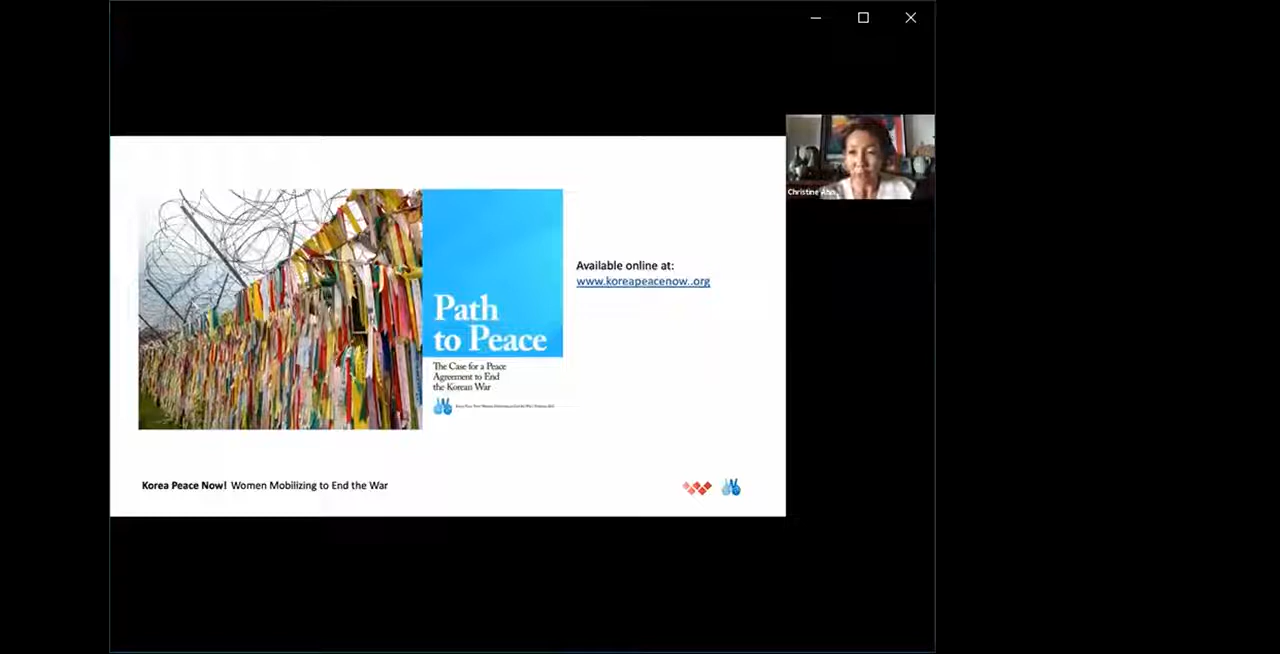 Christine Ahn
Available online at:
www.koreapeacenow..org
Path
to Peace
The Case for a Peace
Agreement to End
the Korean War
Korea Peace Now! Women Mobilizing to End the War